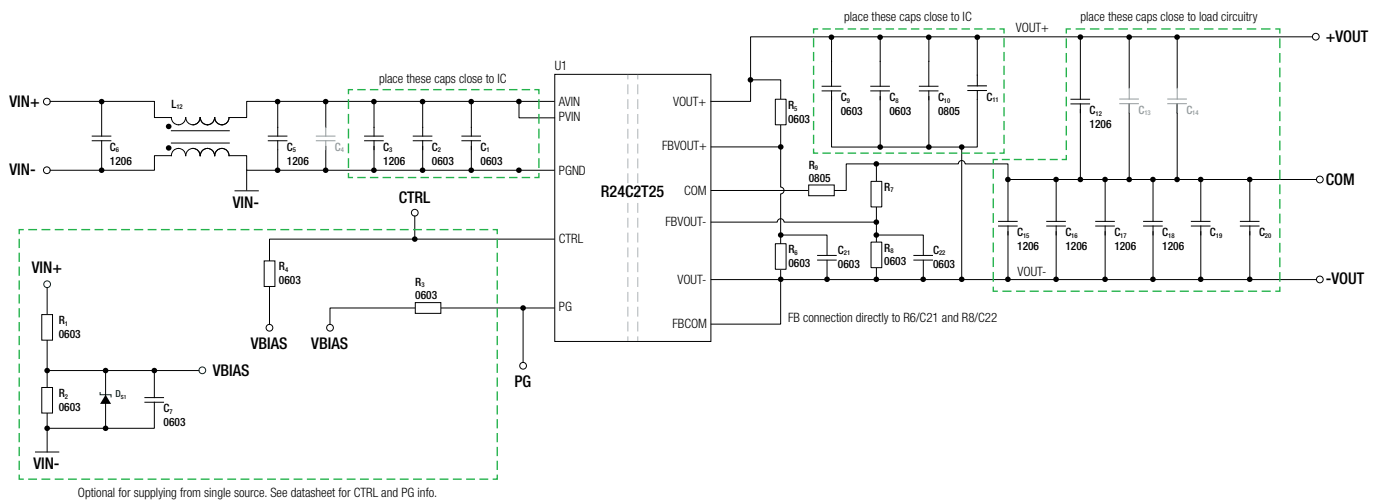 place these caps close to IC
VOUT+
place these caps close to load circuitry
+VOUT
U1
place these caps close to IC
VIN+
L12
AVIN
PVIN
VOUT+
R5
0603
C9
0603
C8
0603
C10
0805
C11
C12
1206
C13
C14
C6
1206
C5
1206
C4
C3
1206
C2
0603
C1
0603
FBVOUT+
VIN-
PGND
R24C2T25
COM
R9
0805
R7
COM
VIN-
CTRL
FBVOUT-
CTRL
C15
1206
C16
1206
C17
1206
C18
1206
C19
C20
VIN+
R4
0603
R6
0603
C21
0603
R8
0603
C22
0603
VOUT-
VOUT-
-VOUT
R3
0603
PG
FBCOM
FB connection directly to R6/C21 and R8/C22
R1
0603
VBIAS
VBIAS
VBIAS
PG
R2
0603
DS1
C7
0603
VIN-
Optional for supplying from single source. See datasheet for CTRL and PG info.